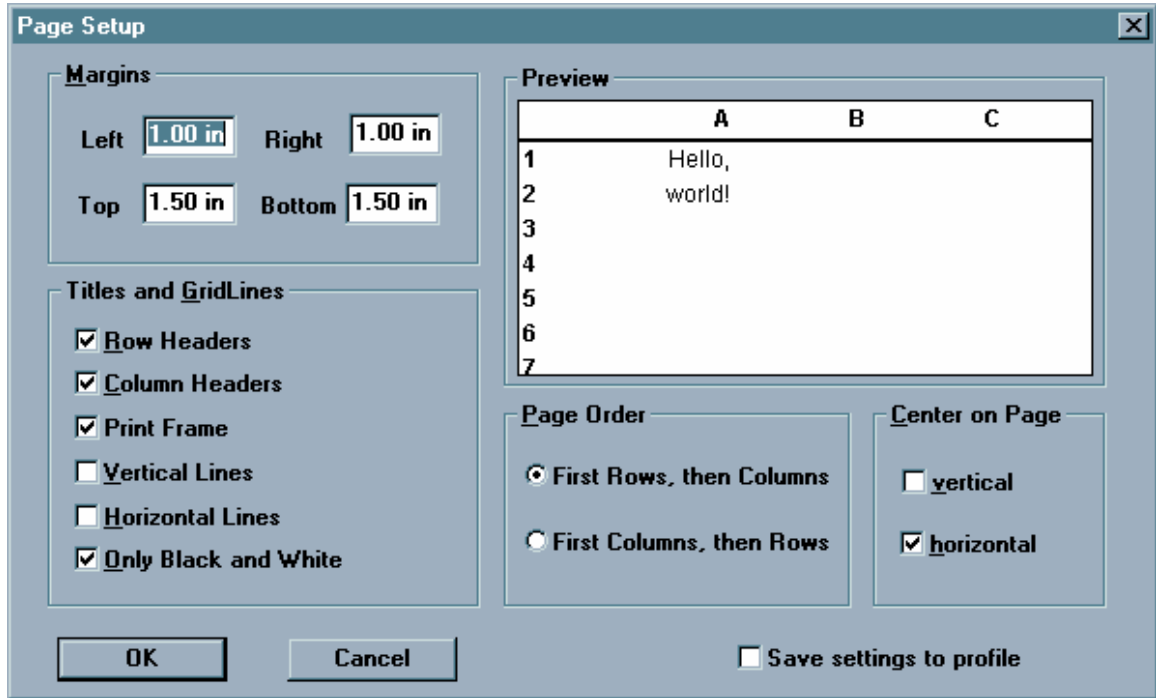 Page Setup
Margins
Left 1.00 in Right 1.00 in
Top 1.50 in Bottom 1.50 in
Titles and GridLines
Row Headers
Column Headers
Print Frame
Vertical Lines
Horizontal Lines
Only Black and White
Preview
A B C
1 Hello,
2 world!
3
4
5
6
7
Page Order
First Rows, then Columns
First Columns, then Rows
Center on Page
vertical
horizontal
OK Cancel Save settings to profile